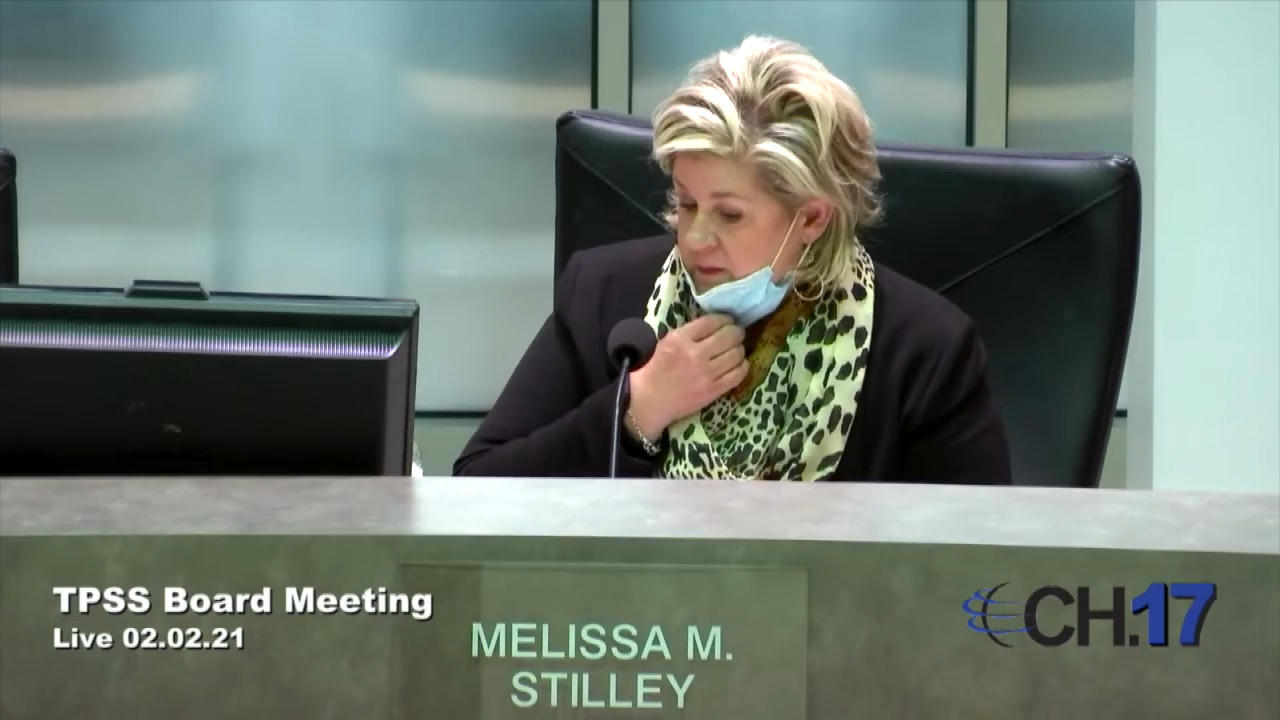 TPSS Board Meeting
Live 02.02.21
MELISSA M.
STILLEY
CH.17